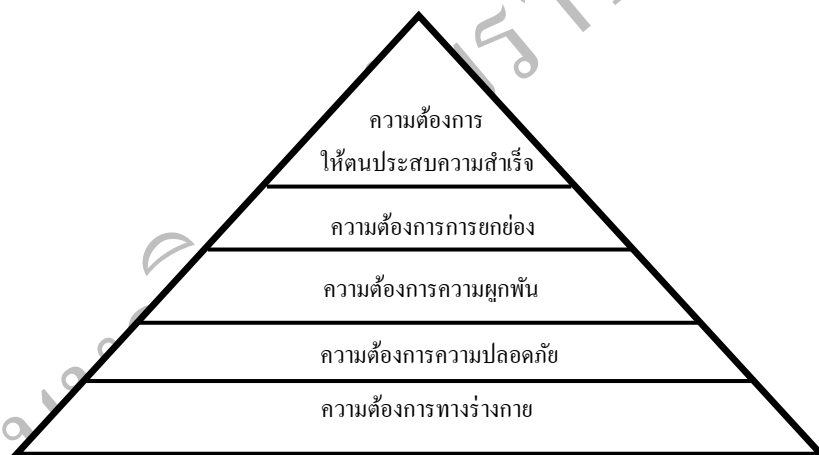 ความต้องการ
ให้ตนประสบความสำเร็จ
ความต้องการการยกย่อง
ความต้องการความผูกพัน
ความต้องการความปลอดภัย
ความต้องการทางร่างกาย